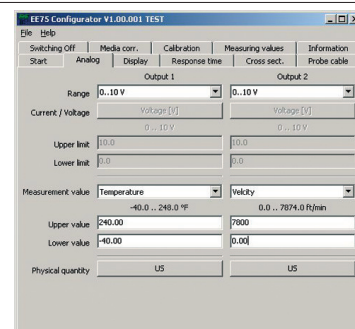 EE75 Configurator V1.00.001 TEST
File Help
Switching Off Media corr. Calibration Measuring values Information
Start Analog Display Response time Cross sect. Probe cable
Output 1 Output 2
Range 0..10 V 0..10 V
Current / Voltage Voltage [V] Voltage [V]
0 .. 10 V 0 .. 10 V
Upper limit 10.0 10.0
Lower limit 0.0 0.0
Measurement value Temperature Velcity
-40.0 .. 248.0 °F 0.0 .. 7874.0 ft/min
Upper value 240.00 7800
Lower value -40.00 0.00
Physical quantity US US